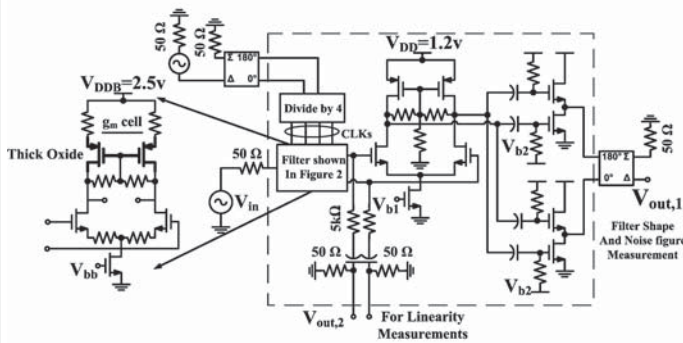 50 Ω
50 Ω
Σ 180°
Δ 0°
V_DD=1.2v
V_DDB=2.5v
g_m cell
Thick Oxide
Divide by 4
CLKs
50 Ω
Filter shown
In Figure 2
V_in
V_bb
5kΩ
V_b1
50 Ω
50 Ω
V_out,2
For Linearity
Measurements
V_b2
V_b2
50 Ω
180° Σ
0° Δ
V_out,1
Filter Shape
And Noise figure
Measurement